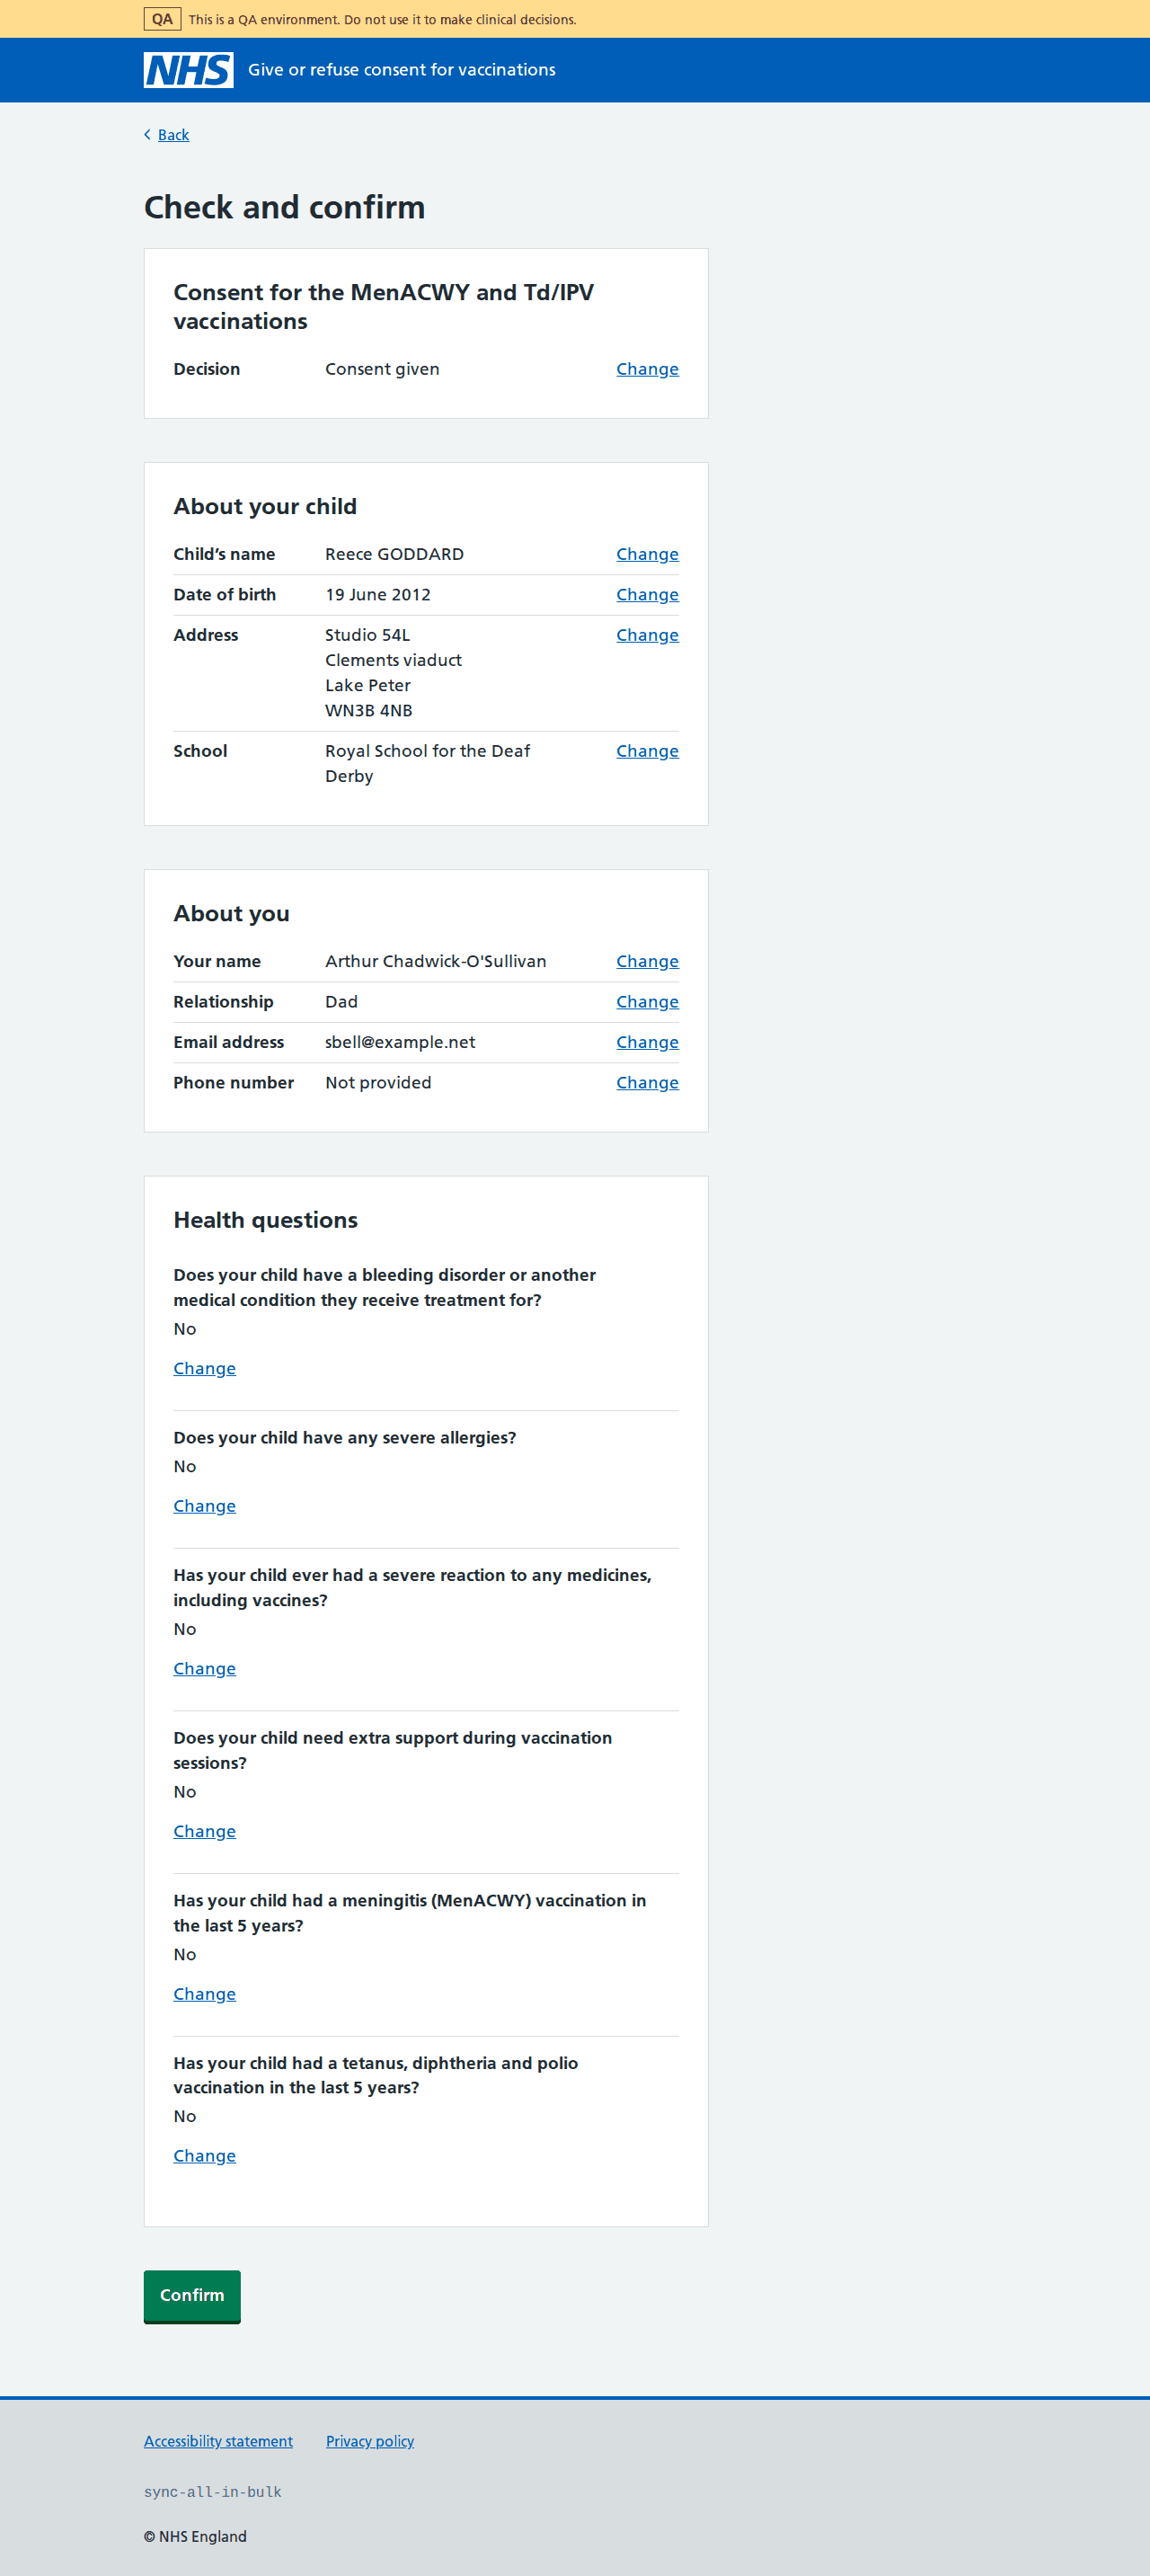 QA This is a QA environment. Do not use it to make clinical decisions.
NHS Give or refuse consent for vaccinations
Back
Check and confirm
Consent for the MenACWY and Td/IPV
vaccinations
Decision Consent given Change
About your child
Child’s name Reece GODDARD Change
Date of birth 19 June 2012 Change
Address Studio 54L Change
Clements viaduct
Lake Peter
WN3B 4NB
School Royal School for the Deaf Change
Derby
About you
Your name Arthur Chadwick-O'Sullivan Change
Relationship Dad Change
Email address sbell@example.net Change
Phone number Not provided Change
Health questions
Does your child have a bleeding disorder or another
medical condition they receive treatment for?
No
Change
Does your child have any severe allergies?
No
Change
Has your child ever had a severe reaction to any medicines,
including vaccines?
No
Change
Does your child need extra support during vaccination
sessions?
No
Change
Has your child had a meningitis (MenACWY) vaccination in
the last 5 years?
No
Change
Has your child had a tetanus, diphtheria and polio
vaccination in the last 5 years?
No
Change
Confirm
Accessibility statement Privacy policy
sync-all-in-bulk
© NHS England